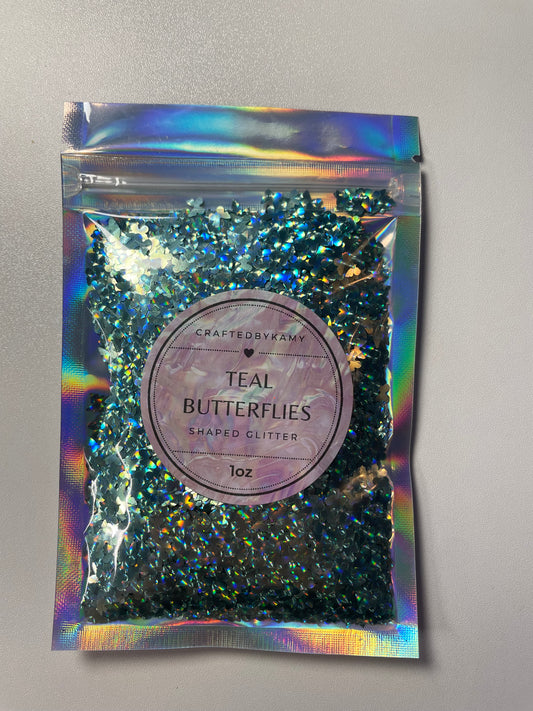 CRAFTEDBYKAMY
TEAL
BUTTERFLIES
SHAPED GLITTER
1oz